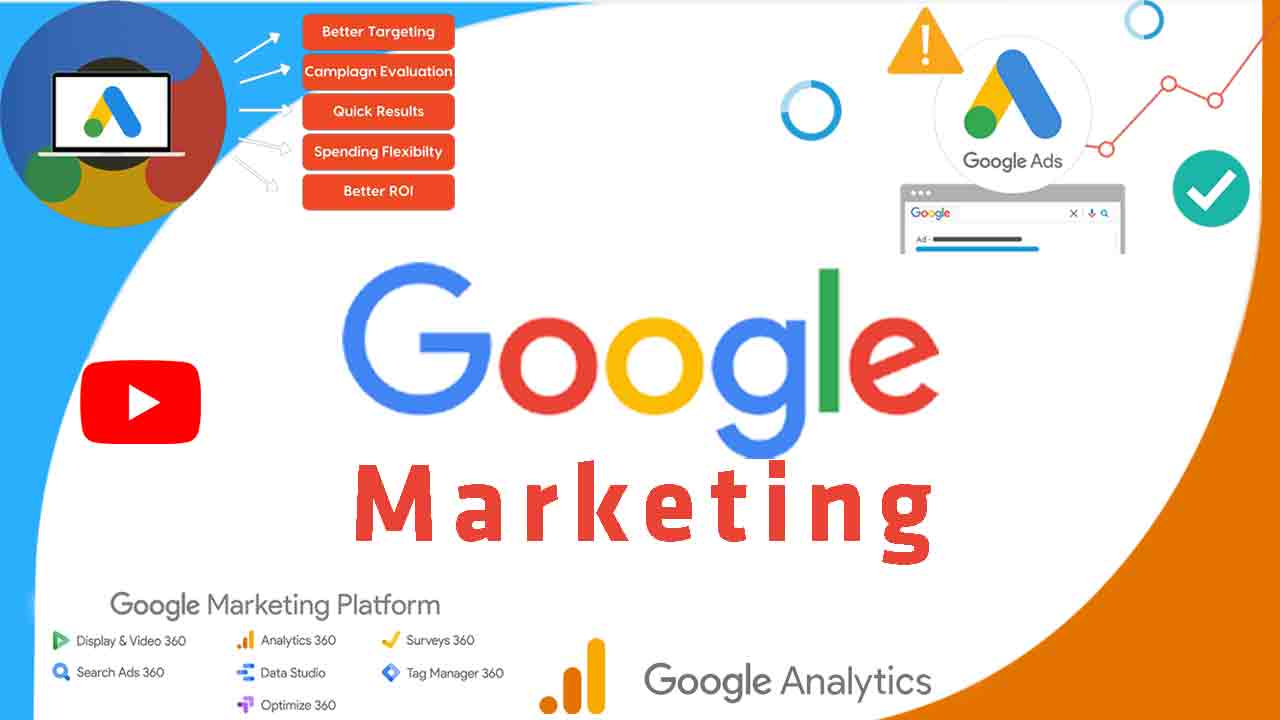 Better Targeting
Camplagn Evaluation
Quick Results
Spending Flexibilty
Better ROI
Google Ads
Google
Ad -
Google
Marketing
Google Marketing Platform
Display & Video 360
Analytics 360
Surveys 360
Search Ads 360
Data Studio
Tag Manager 360
Optimize 360
Google Analytics